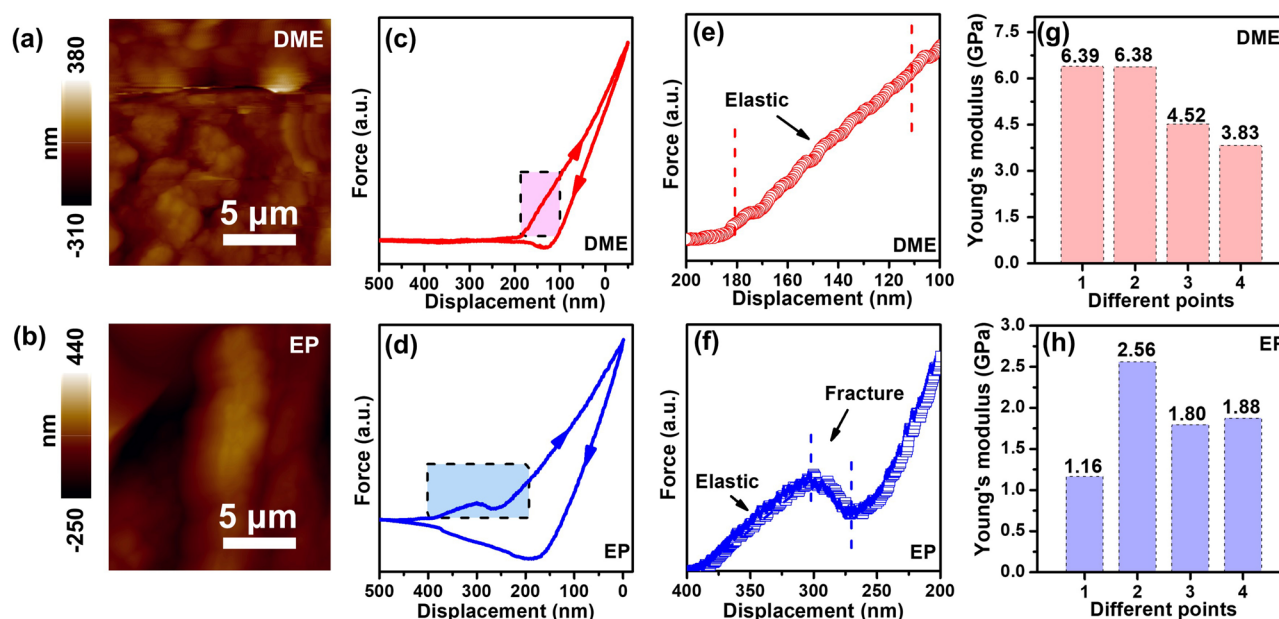 (a)
380
nm
-310
DME
5 µm
(c)
Force (a.u.)
DME
500 400 300 200 100 0
Displacement (nm)
(e)
Force (a.u.)
Elastic
DME
200 180 160 140 120 100
Displacement (nm)
(g)
DME
Young's modulus (GPa)
7.5
6.0
4.5
3.0
1.5
0.0
6.39
6.38
4.52
3.83
1 2 3 4
Different points
(b)
440
nm
-250
EP
5 µm
(d)
Force (a.u.)
EP
500 400 300 200 100 0
Displacement (nm)
(f)
Force (a.u.)
Fracture
Elastic
EP
400 350 300 250 200
Displacement (nm)
(h)
EP
Young's modulus (GPa)
3.0
2.5
2.0
1.5
1.0
0.5
0.0
1.16
2.56
1.80
1.88
1 2 3 4
Different points